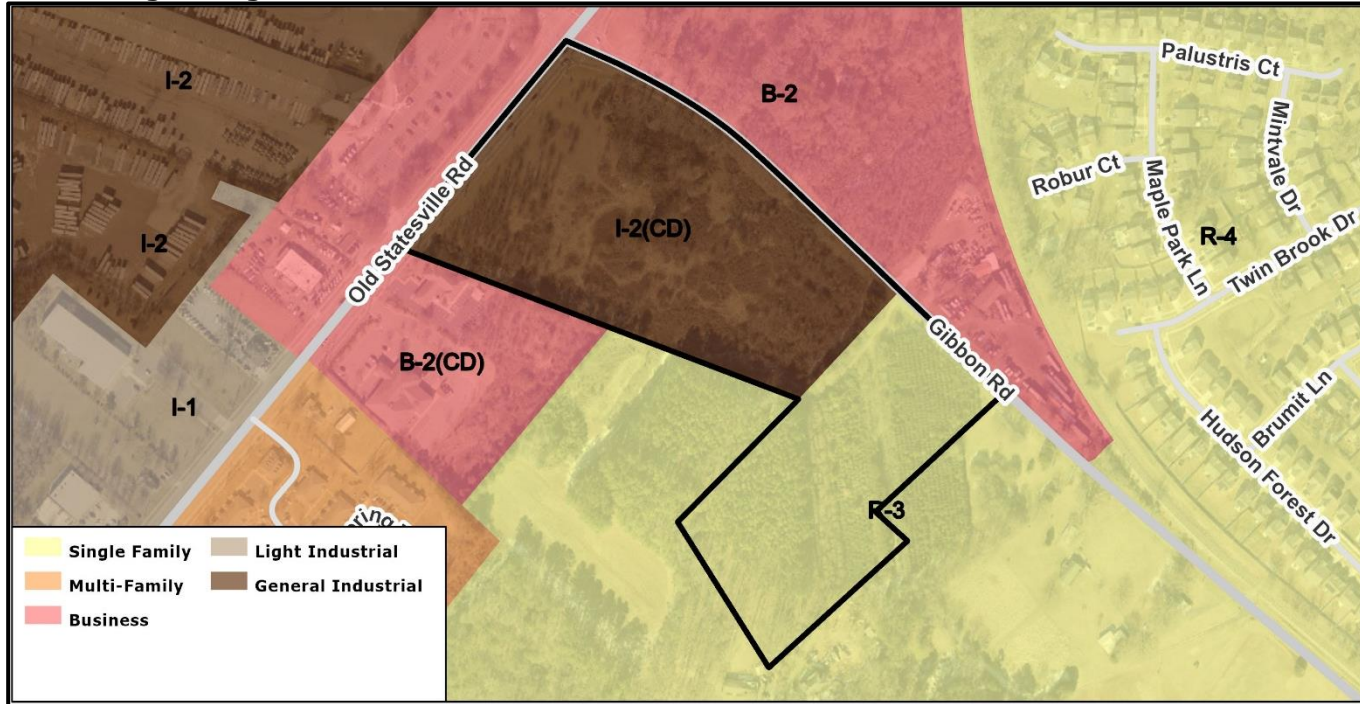 I-2
B-2
Palustris Ct
Mintvale Dr
Robur Ct
Maple Park Ln
R-4
Twin Brook Dr
I-2
I-2(CD)
Old Statesville Rd
B-2(CD)
Gibbon Rd
I-1
Brumit Ln
Hudson Forest Dr
R-3
Single Family
Light Industrial
Multi-Family
General Industrial
Business